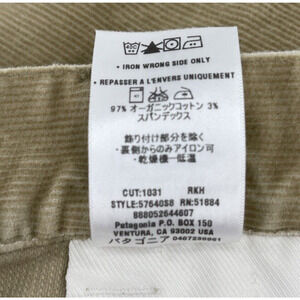 • IRON WRONG SIDE ONLY
• REPASSER A L'ENVERS UNIQUEMENT
97% オーガニックコットン 3%
スパンデックス
飾り付け部分を除く
・裏側からのみアイロン可
・乾燥機－低温
CUT:1031 RKH
STYLE:57640S8 RN:51884
888052644607
Patagonia P.O. BOX 150
VENTURA, CA 93002 USA
パタゴニア